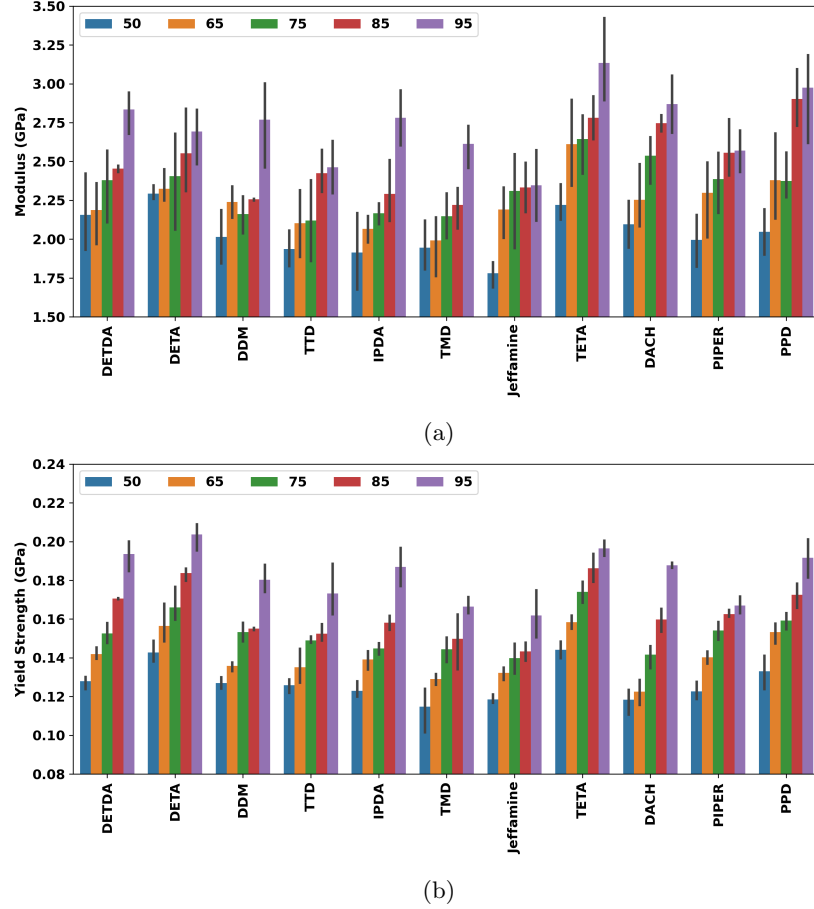 3.50
50 65 75 85 95
3.25
3.00
2.75
2.50
2.25
2.00
1.75
1.50
Modulus (GPa)
DETDA DETA DDM TTD IPDA TMD Jeffamine TETA DACH PIPER PPD
(a)
0.24
50 65 75 85 95
0.22
0.20
0.18
0.16
0.14
0.12
0.10
0.08
Yield Strength (GPa)
DETDA DETA DDM TTD IPDA TMD Jeffamine TETA DACH PIPER PPD
(b)